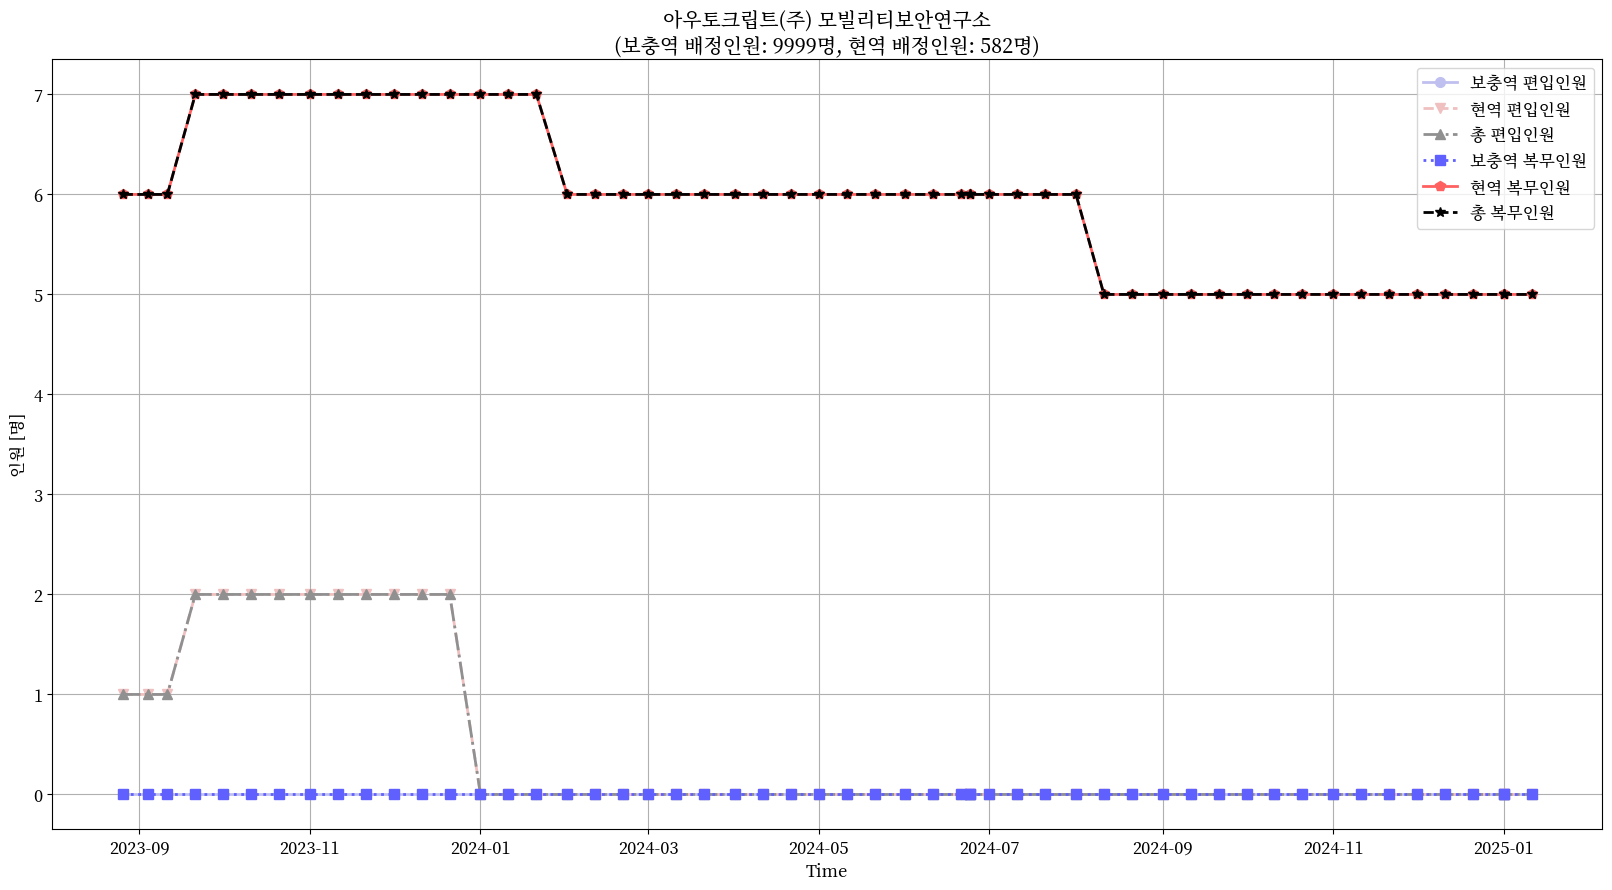 아우토크립트(주) 모빌리티보안연구소
(보충역 배정인원: 9999명, 현역 배정인원: 582명)
보충역 편입인원
현역 편입인원
총 편입인원
보충역 복무인원
현역 복무인원
총 복무인원
인원 [명]
7
6
5
4
3
2
1
0
2023-09
2023-11
2024-01
2024-03
2024-05
2024-07
2024-09
2024-11
2025-01
Time